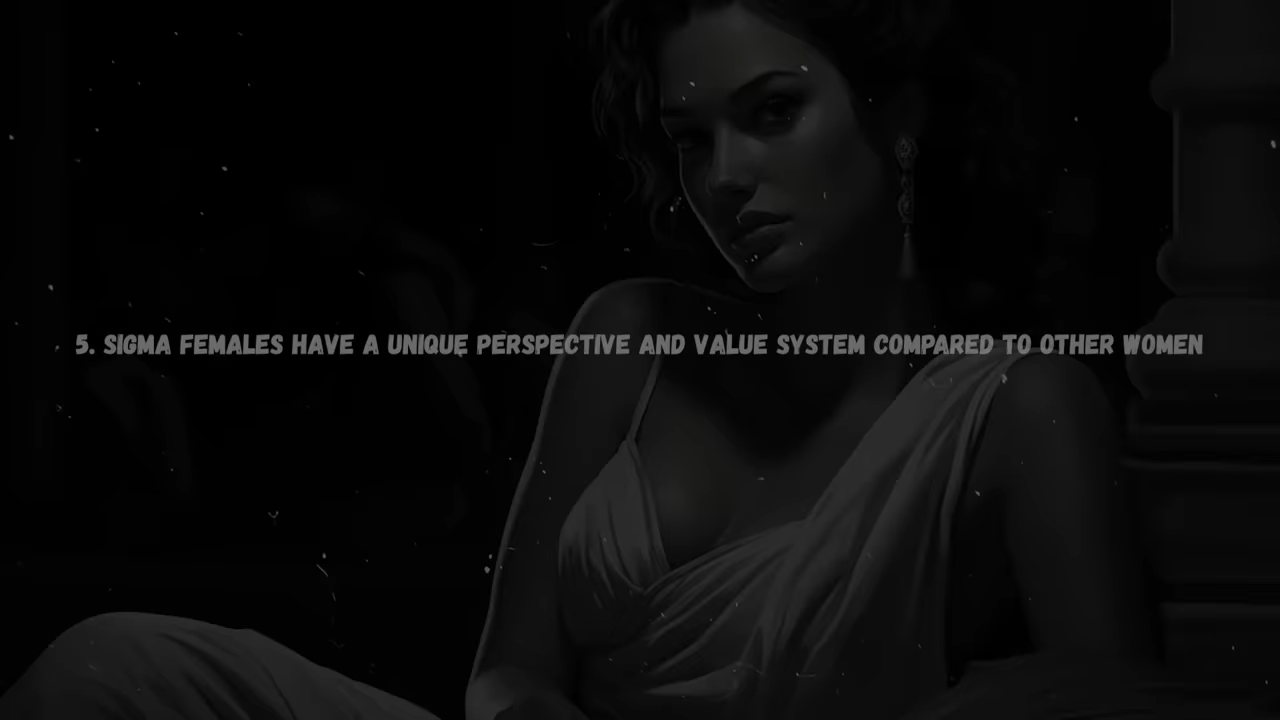 5. SIGMA FEMALES HAVE A UNIQUE PERSPECTIVE AND VALUE SYSTEM COMPARED TO OTHER WOMEN